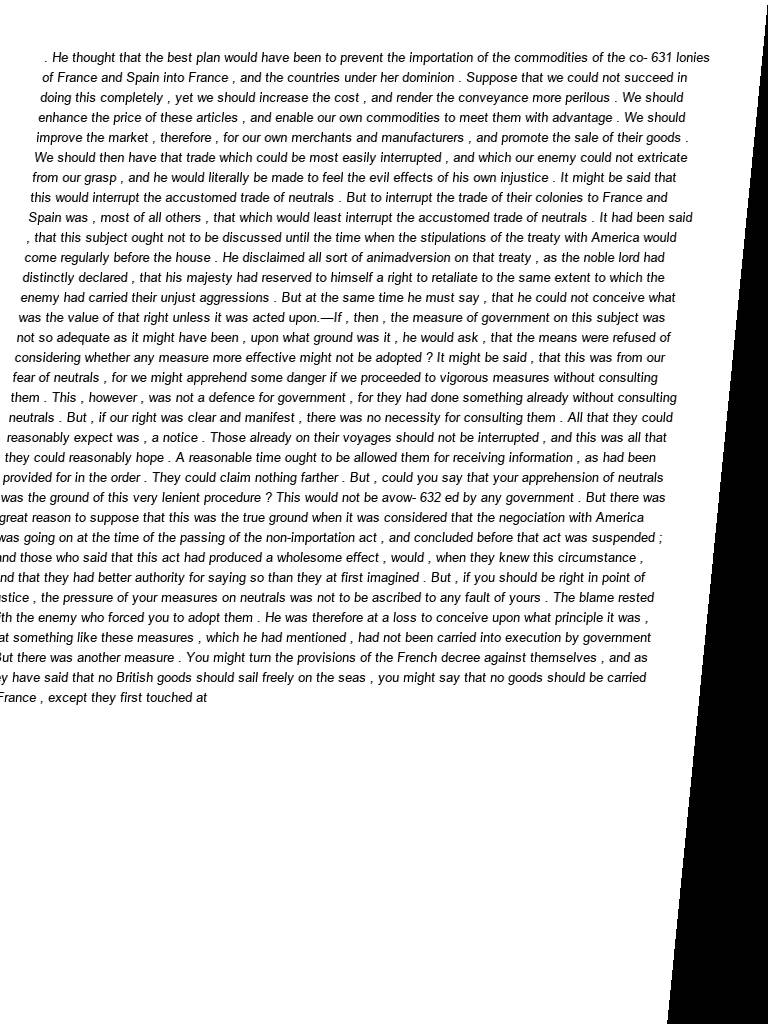 . He thought that the best plan would have been to prevent the importation of the commodities of the co- 631 lonies
of France and Spain into France , and the countries under her dominion . Suppose that we could not succeed in
doing this completely , yet we should increase the cost , and render the conveyance more perilous . We should
enhance the price of these articles , and enable our own commodities to meet them with advantage . We should
improve the market , therefore , for our own merchants and manufacturers , and promote the sale of their goods .
We should then have that trade which could be most easily interrupted , and which our enemy could not extricate
from our grasp , and he would literally be made to feel the evil effects of his own injustice . It might be said that
this would interrupt the accustomed trade of neutrals . But to interrupt the trade of their colonies to France and
Spain was , most of all others , that which would least interrupt the accustomed trade of neutrals . It had been said
, that this subject ought not to be discussed until the time when the stipulations of the treaty with America would
come regularly before the house . He disclaimed all sort of animadversion on that treaty , as the noble lord had
distinctly declared , that his majesty had reserved to himself a right to retaliate to the same extent to which the
enemy had carried their unjust aggressions . But at the same time he must say , that he could not conceive what
was the value of that right unless it was acted upon.—If , then , the measure of government on this subject was
not so adequate as it might have been , upon what ground was it , he would ask , that the means were refused of
considering whether any measure more effective might not be adopted ? It might be said , that this was from our
fear of neutrals , for we might apprehend some danger if we proceeded to vigorous measures without consulting
them . This , however , was not a defence for government , for they had done something already without consulting
neutrals . But , if our right was clear and manifest , there was no necessity for consulting them . All that they could
reasonably expect was , a notice . Those already on their voyages should not be interrupted , and this was all that
they could reasonably hope . A reasonable time ought to be allowed them for receiving information , as had been
provided for in the order . They could claim nothing farther . But , could you say that your apprehension of neutrals
was the ground of this very lenient procedure ? This would not be avow- 632 ed by any government . But there was
great reason to suppose that this was the true ground when it was considered that the negociation with America
was going on at the time of the passing of the non-importation act , and concluded before that act was suspended ;
and those who said that this act had produced a wholesome effect , would , when they knew this circumstance ,
nd that they had better authority for saying so than they at first imagined . But , if you should be right in point of
stice , the pressure of your measures on neutrals was not to be ascribed to any fault of yours . The blame rested
ith the enemy who forced you to adopt them . He was therefore at a loss to conceive upon what principle it was ,
at something like these measures , which he had mentioned , had not been carried into execution by government
But there was another measure . You might turn the provisions of the French decree against themselves , and as
ey have said that no British goods should sail freely on the seas , you might say that no goods should be carried
France , except they first touched at